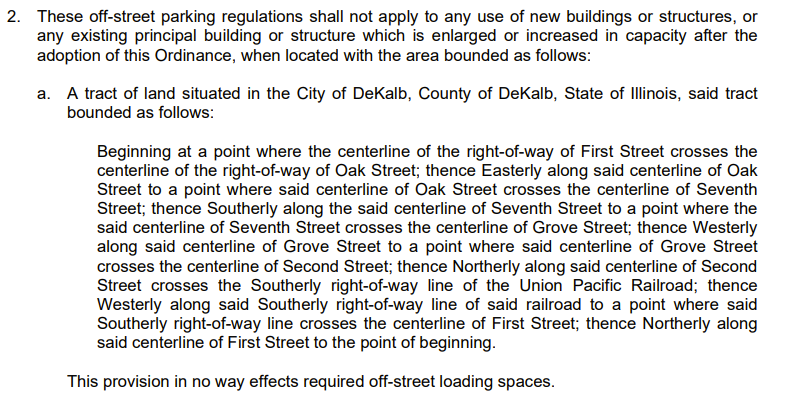 2. These off-street parking regulations shall not apply to any use of new buildings or structures, or
any existing principal building or structure which is enlarged or increased in capacity after the
adoption of this Ordinance, when located with the area bounded as follows:
a. A tract of land situated in the City of DeKalb, County of DeKalb, State of Illinois, said tract
bounded as follows:
Beginning at a point where the centerline of the right-of-way of First Street crosses the
centerline of the right-of-way of Oak Street; thence Easterly along said centerline of Oak
Street to a point where said centerline of Oak Street crosses the centerline of Seventh
Street; thence Southerly along the said centerline of Seventh Street to a point where the
said centerline of Seventh Street crosses the centerline of Grove Street; thence Westerly
along said centerline of Grove Street to a point where said centerline of Grove Street
crosses the centerline of Second Street; thence Northerly along said centerline of Second
Street crosses the Southerly right-of-way line of the Union Pacific Railroad; thence
Westerly along said Southerly right-of-way line of said railroad to a point where said
Southerly right-of-way line crosses the centerline of First Street; thence Northerly along
said centerline of First Street to the point of beginning.
This provision in no way effects required off-street loading spaces.